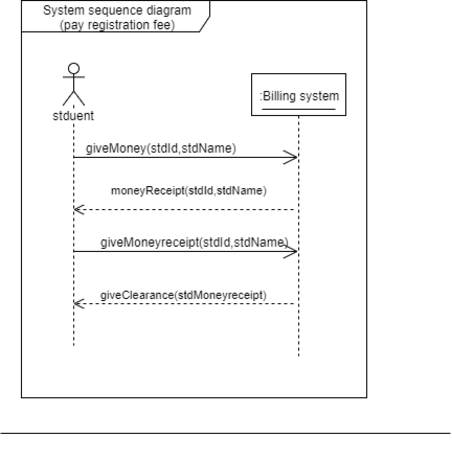 System sequence diagram
(pay registration fee)
stduent
:Billing system
giveMoney(stdId,stdName)
moneyReceipt(stdId,stdName)
giveMoneyreceipt(stdId,stdName)
giveClearance(stdMoneyreceipt)